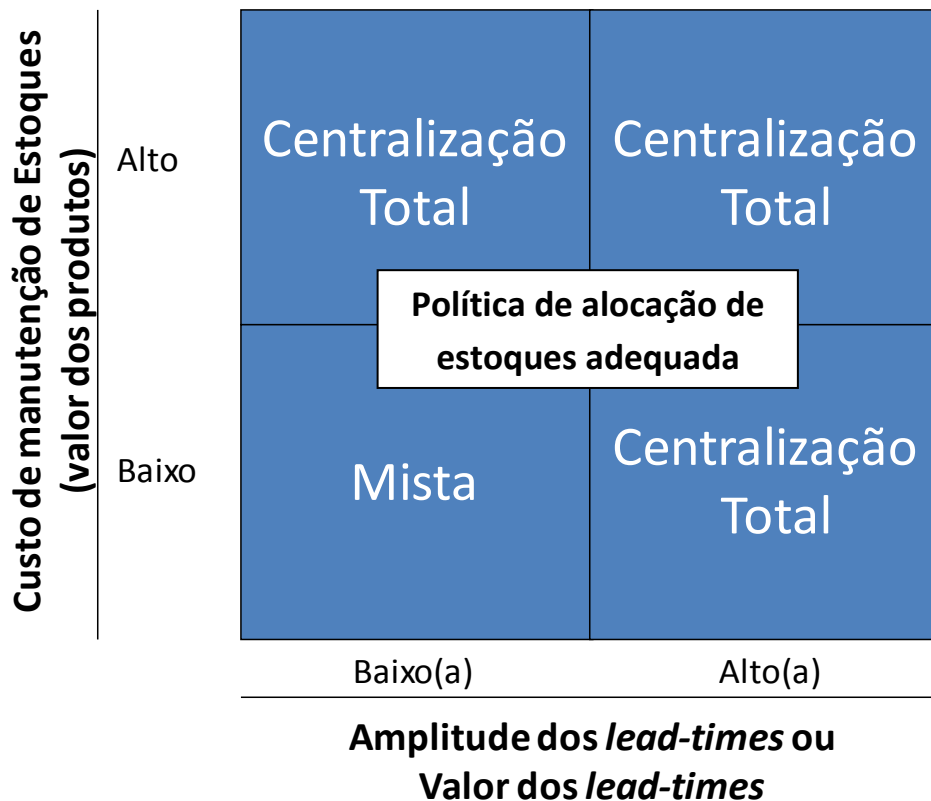 Custo de manutenção de Estoques
(valor dos produtos)
Alto
Baixo
Centralização
Total
Centralização
Total
Política de alocação de
estoques adequada
Mista
Centralização
Total
Baixo(a)
Alto(a)
Amplitude dos lead-times ou
Valor dos lead-times